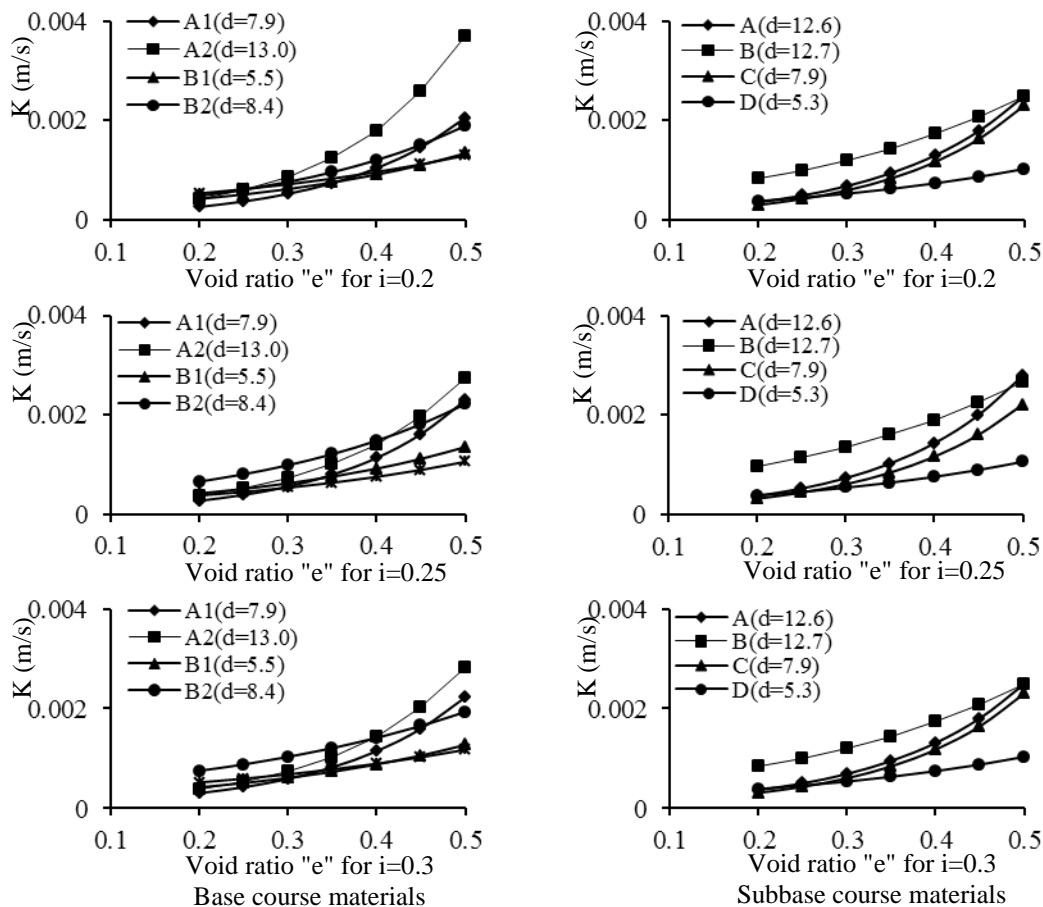 0.004
K (m/s)
A1(d=7.9)
A2(d=13.0)
B1(d=5.5)
B2(d=8.4)
0.002
0
0.1 0.2 0.3 0.4 0.5
Void ratio "e" for i=0.2
0.004
K (m/s)
A(d=12.6)
B(d=12.7)
C(d=7.9)
D(d=5.3)
0.002
0
0.1 0.2 0.3 0.4 0.5
Void ratio "e" for i=0.2
0.004
K (m/s)
A1(d=7.9)
A2(d=13.0)
B1(d=5.5)
B2(d=8.4)
0.002
0
0.1 0.2 0.3 0.4 0.5
Void ratio "e" for i=0.25
0.004
K (m/s)
A(d=12.6)
B(d=12.7)
C(d=7.9)
D(d=5.3)
0.002
0
0.1 0.2 0.3 0.4 0.5
Void ratio "e" for i=0.25
0.004
K (m/s)
A1(d=7.9)
A2(d=13.0)
B1(d=5.5)
B2(d=8.4)
0.002
0
0.1 0.2 0.3 0.4 0.5
Void ratio "e" for i=0.3
Base course materials
0.004
K (m/s)
A(d=12.6)
B(d=12.7)
C(d=7.9)
D(d=5.3)
0.002
0
0.1 0.2 0.3 0.4 0.5
Void ratio "e" for i=0.3
Subbase course materials